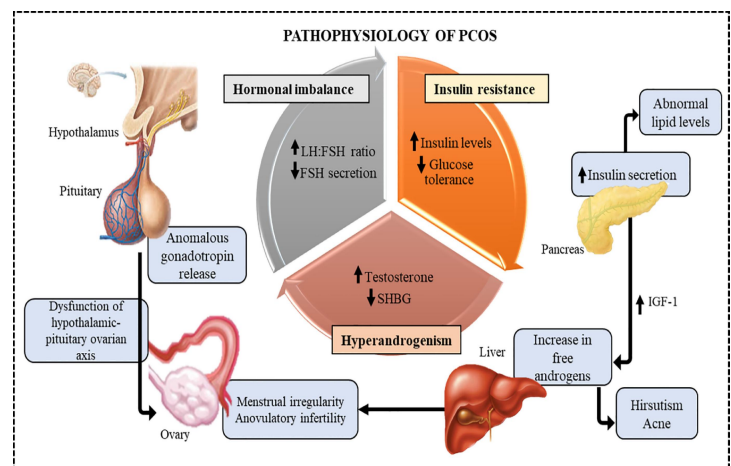 PATHOPHYSIOLOGY OF PCOS
Hormonal imbalance
Insulin resistance
Abnormal
lipid levels
Hypothalamus
LH:FSH ratio
FSH secretion
Insulin levels
Glucose
tolerance
Insulin secretion
Pituitary
Anomalous
gonadotropin
release
Pancreas
Testosterone
SHBG
Dysfunction of
hypothalamic-
pituitary ovarian
axis
IGF-1
Hyperandrogenism
Liver
Increase in
free
androgens
Menstrual irregularity
Anovulatory infertility
Hirsutism
Acne
Ovary